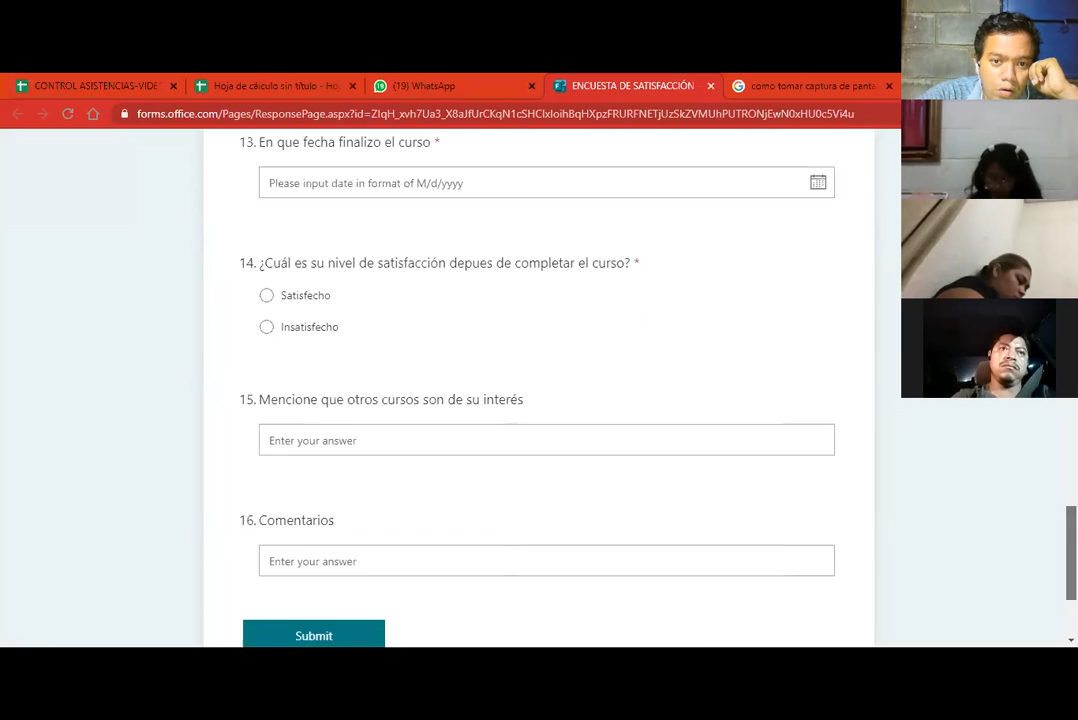 CONTROL ASISTENCIAS-VIDE
Hoja de cálculo sin título - Ho
(19) WhatsApp
ENCUESTA DE SATISFACCIÓN
como tomar captura de panta
forms.office.com/Pages/ResponsePage.aspx?id=ZIqH_xvh7Ua3_X8aJfUrCKqN1cSHClxIoihBqHXpzFRURFNETjUzSkZVMUhPUTRONjEwN0xHU0c5Vi4u
13. En que fecha finalizo el curso *
Please input date in format of M/d/yyyy
14. ¿Cuál es su nivel de satisfacción depues de completar el curso? *
Satisfecho
Insatisfecho
15. Mencione que otros cursos son de su interés
Enter your answer
16. Comentarios
Enter your answer
Submit